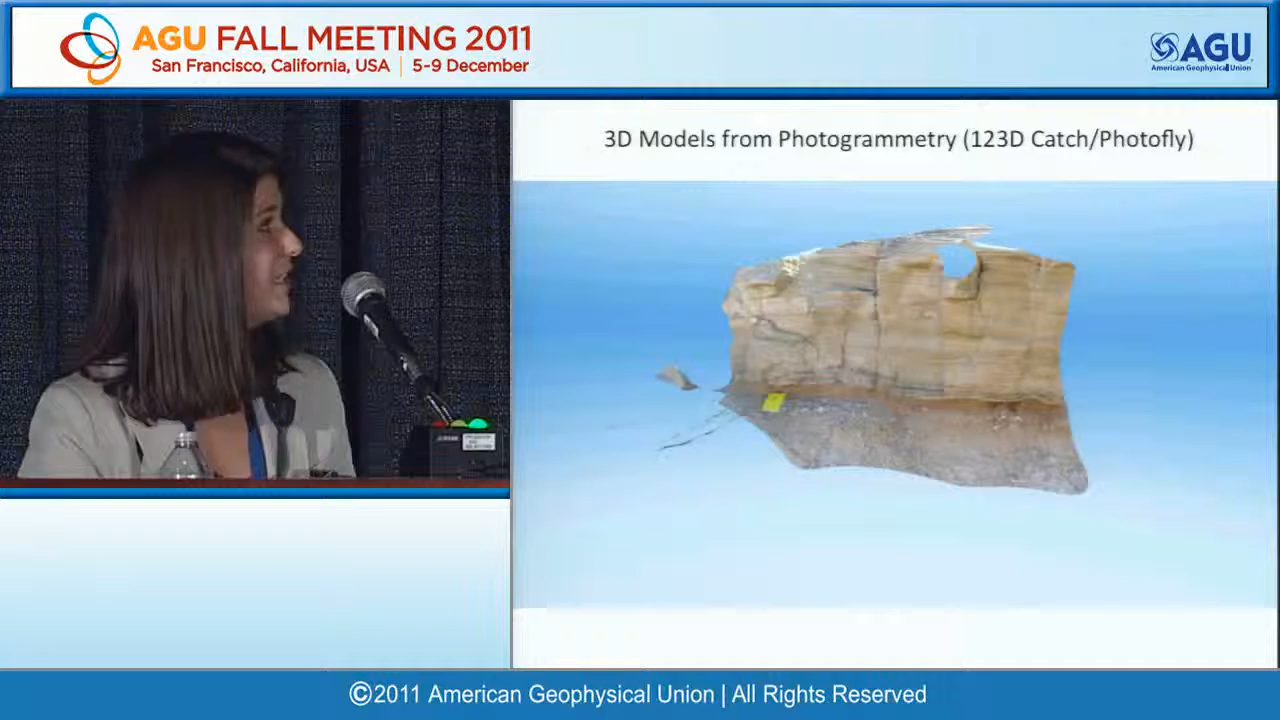 AGU FALL MEETING 2011
San Francisco, California, USA | 5-9 December
AGU
American Geophysical Union
3D Models from Photogrammetry (123D Catch/Photofly)
©2011 American Geophysical Union | All Rights Reserved